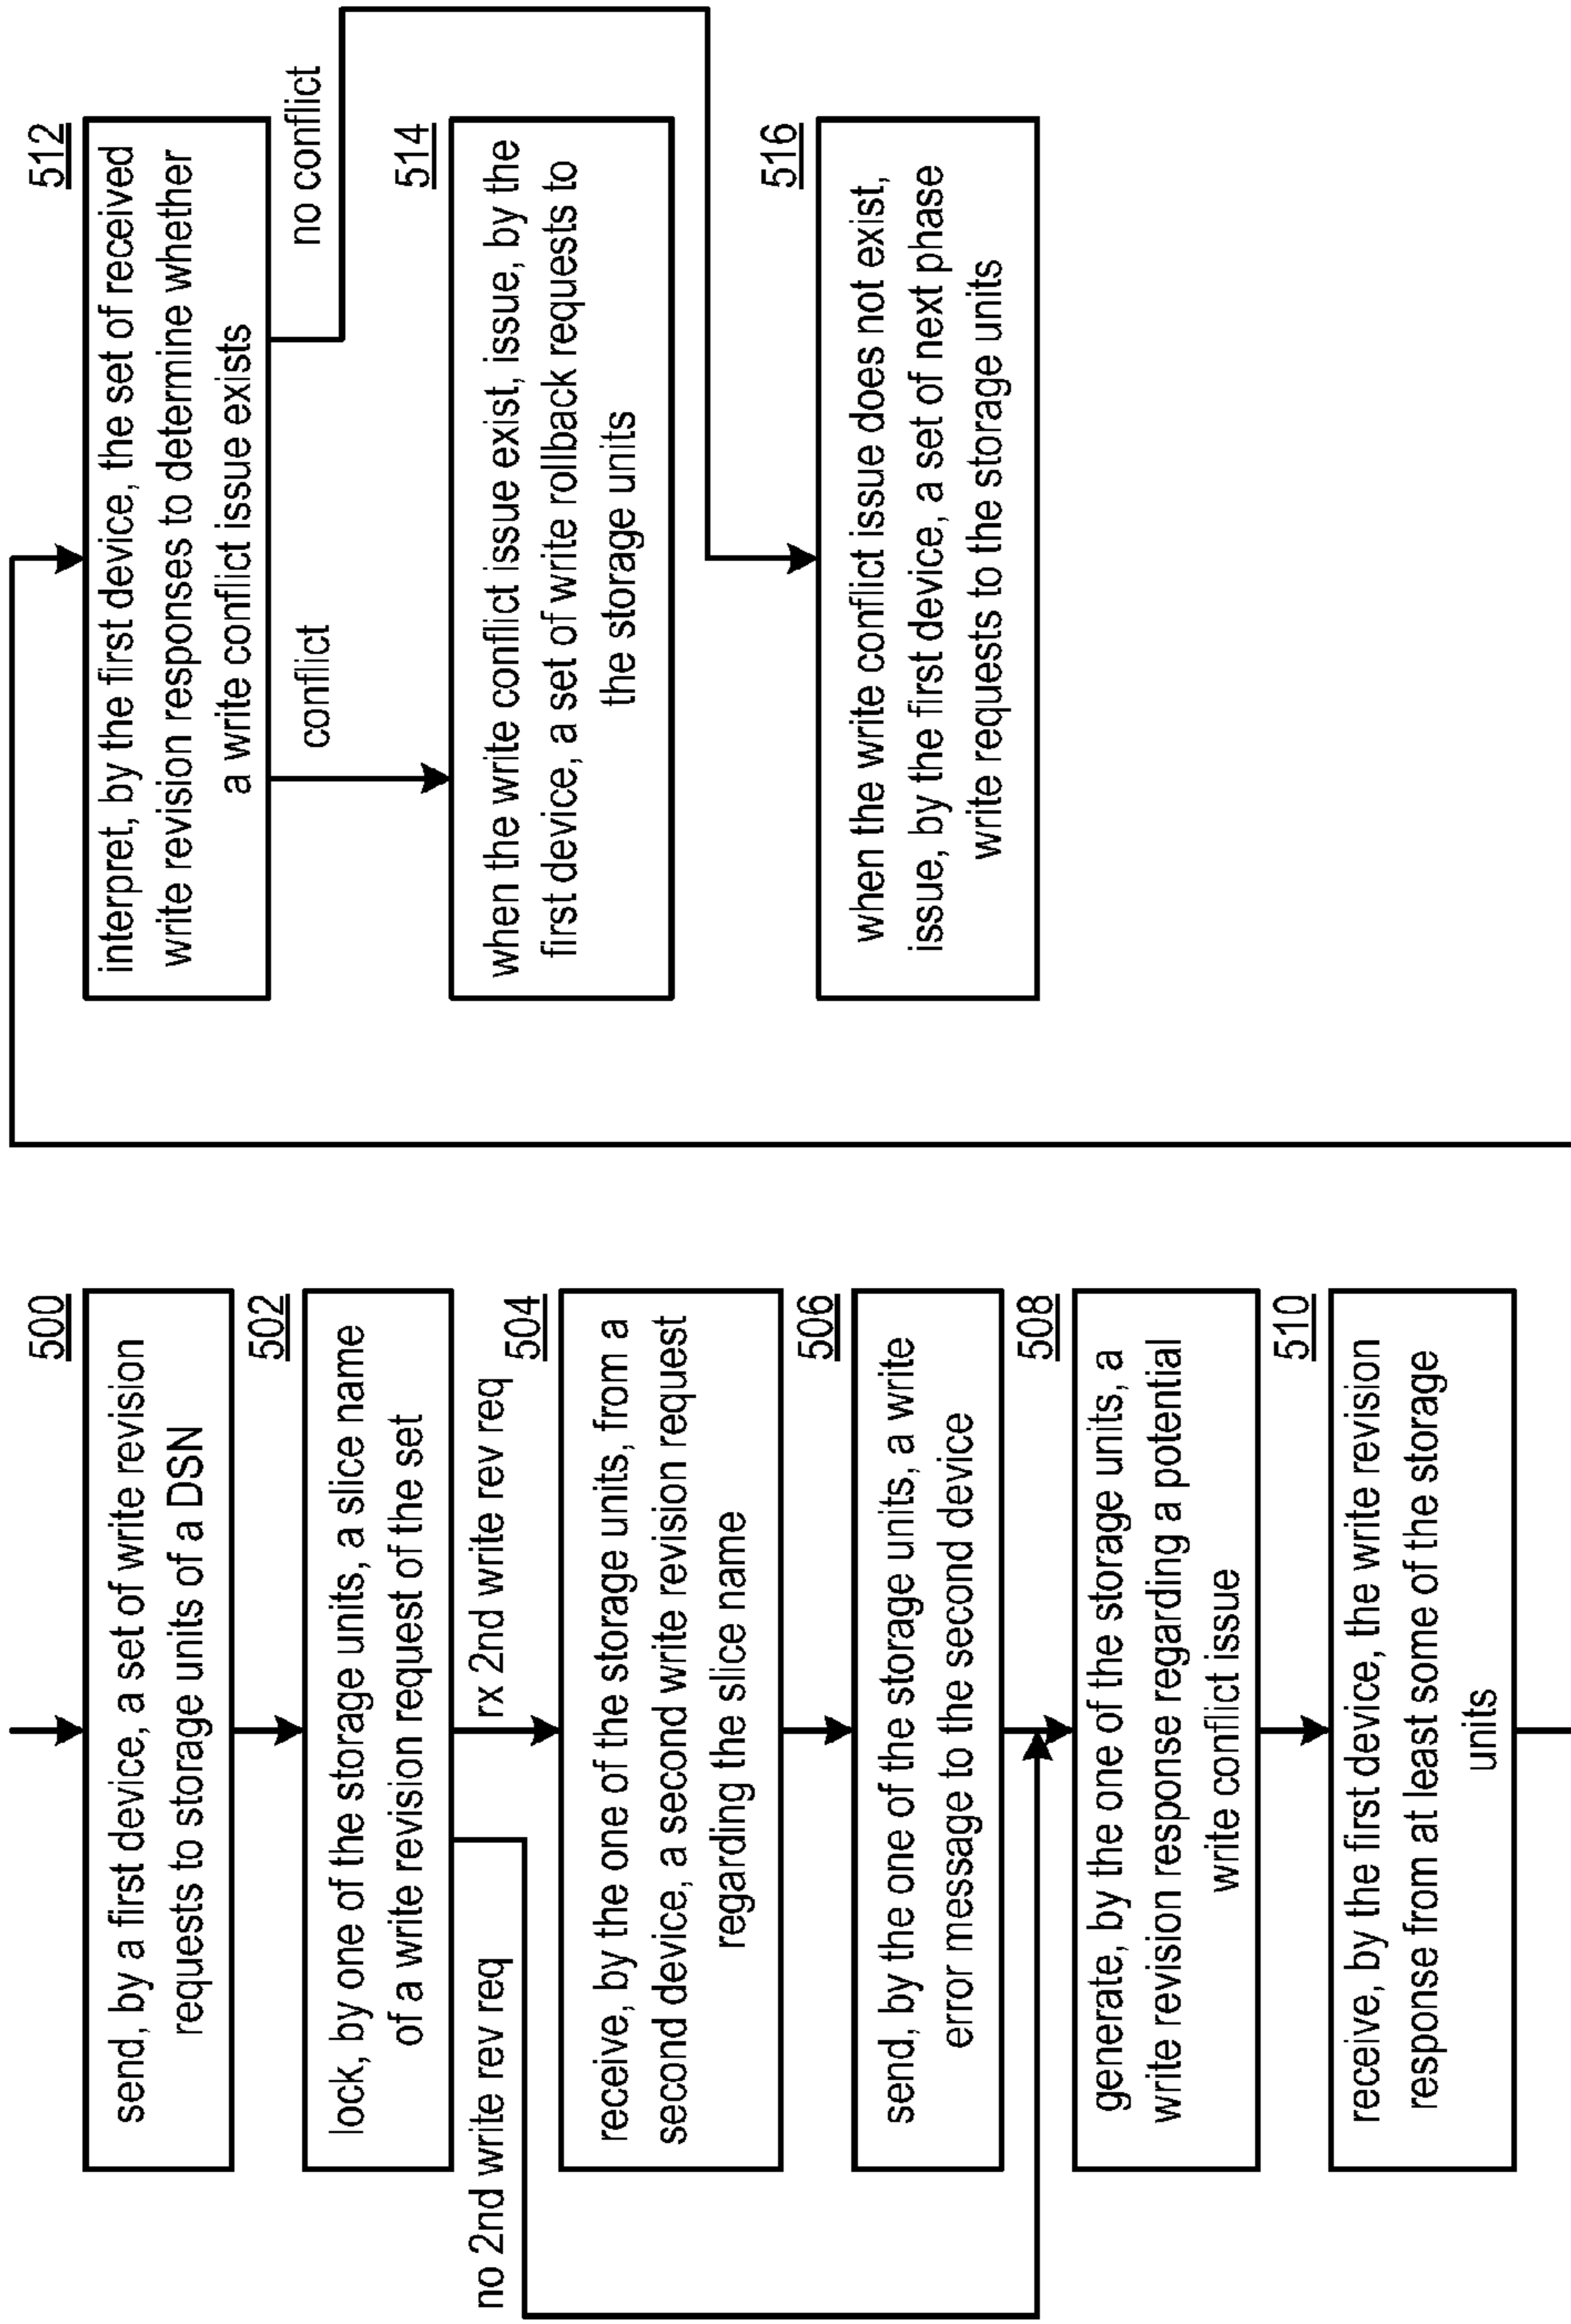 500
send, by a first device, a set of write revision
requests to storage units of a DSN
502
lock, by one of the storage units, a slice name
of a write revision request of the set
no 2nd write rev req
rx 2nd write rev req
504
receive, by the one of the storage units, from a
second device, a second write revision request
regarding the slice name
506
send, by the one of the storage units, a write
error message to the second device
508
generate, by the one of the storage units, a
write revision response regarding a potential
write conflict issue
510
receive, by the first device, the write revision
response from at least some of the storage
units
512
interpret, by the first device, the set of received
write revision responses to determine whether
a write conflict issue exists
conflict
no conflict
514
when the write conflict issue exist, issue, by the
first device, a set of write rollback requests to
the storage units
516
when the write conflict issue does not exist,
issue, by the first device, a set of next phase
write requests to the storage units